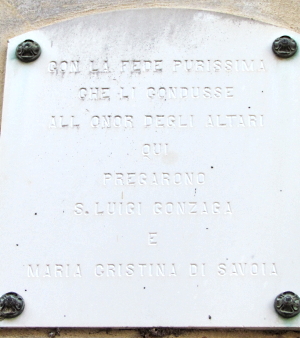 CON LA FEDE PURISSIMA
CHE LI CONDUSSE
ALL'ONOR DEGLI ALTARI
QUI
PREGARONO
S. LUIGI GONZAGA
E
MARIA CRISTINA DI SAVOIA